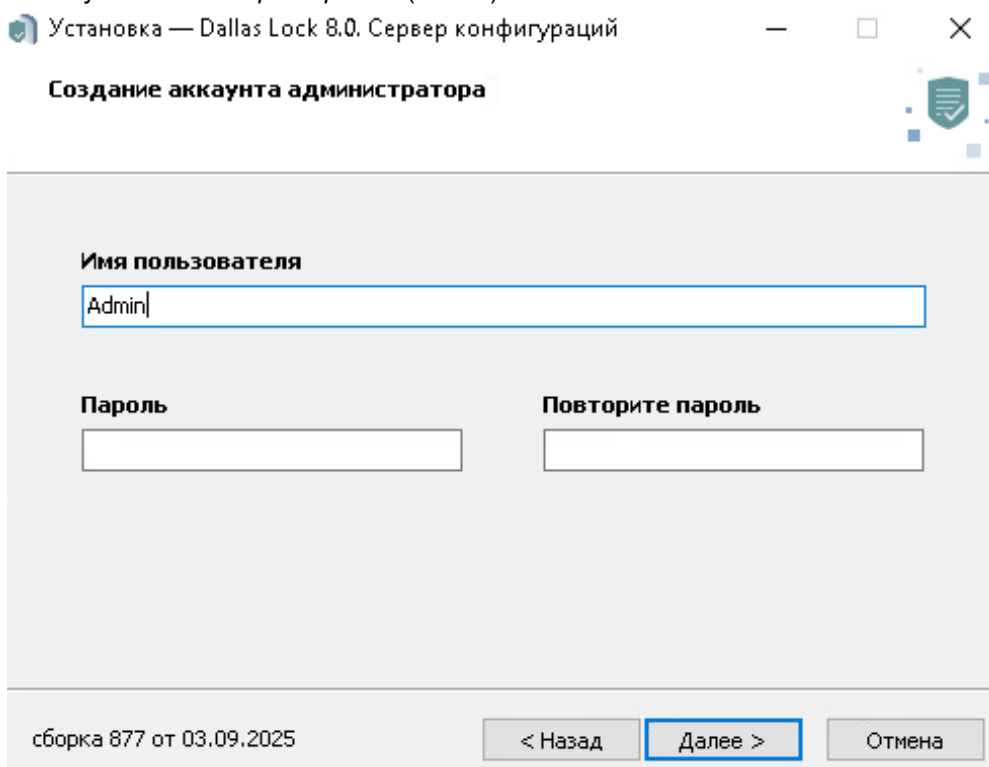 Установка — Dallas Lock 8.0. Сервер конфигураций
Создание аккаунта администратора
Имя пользователя
Admin
Пароль Повторите пароль
сборка 877 от 03.09.2025 < Назад Далее > Отмена